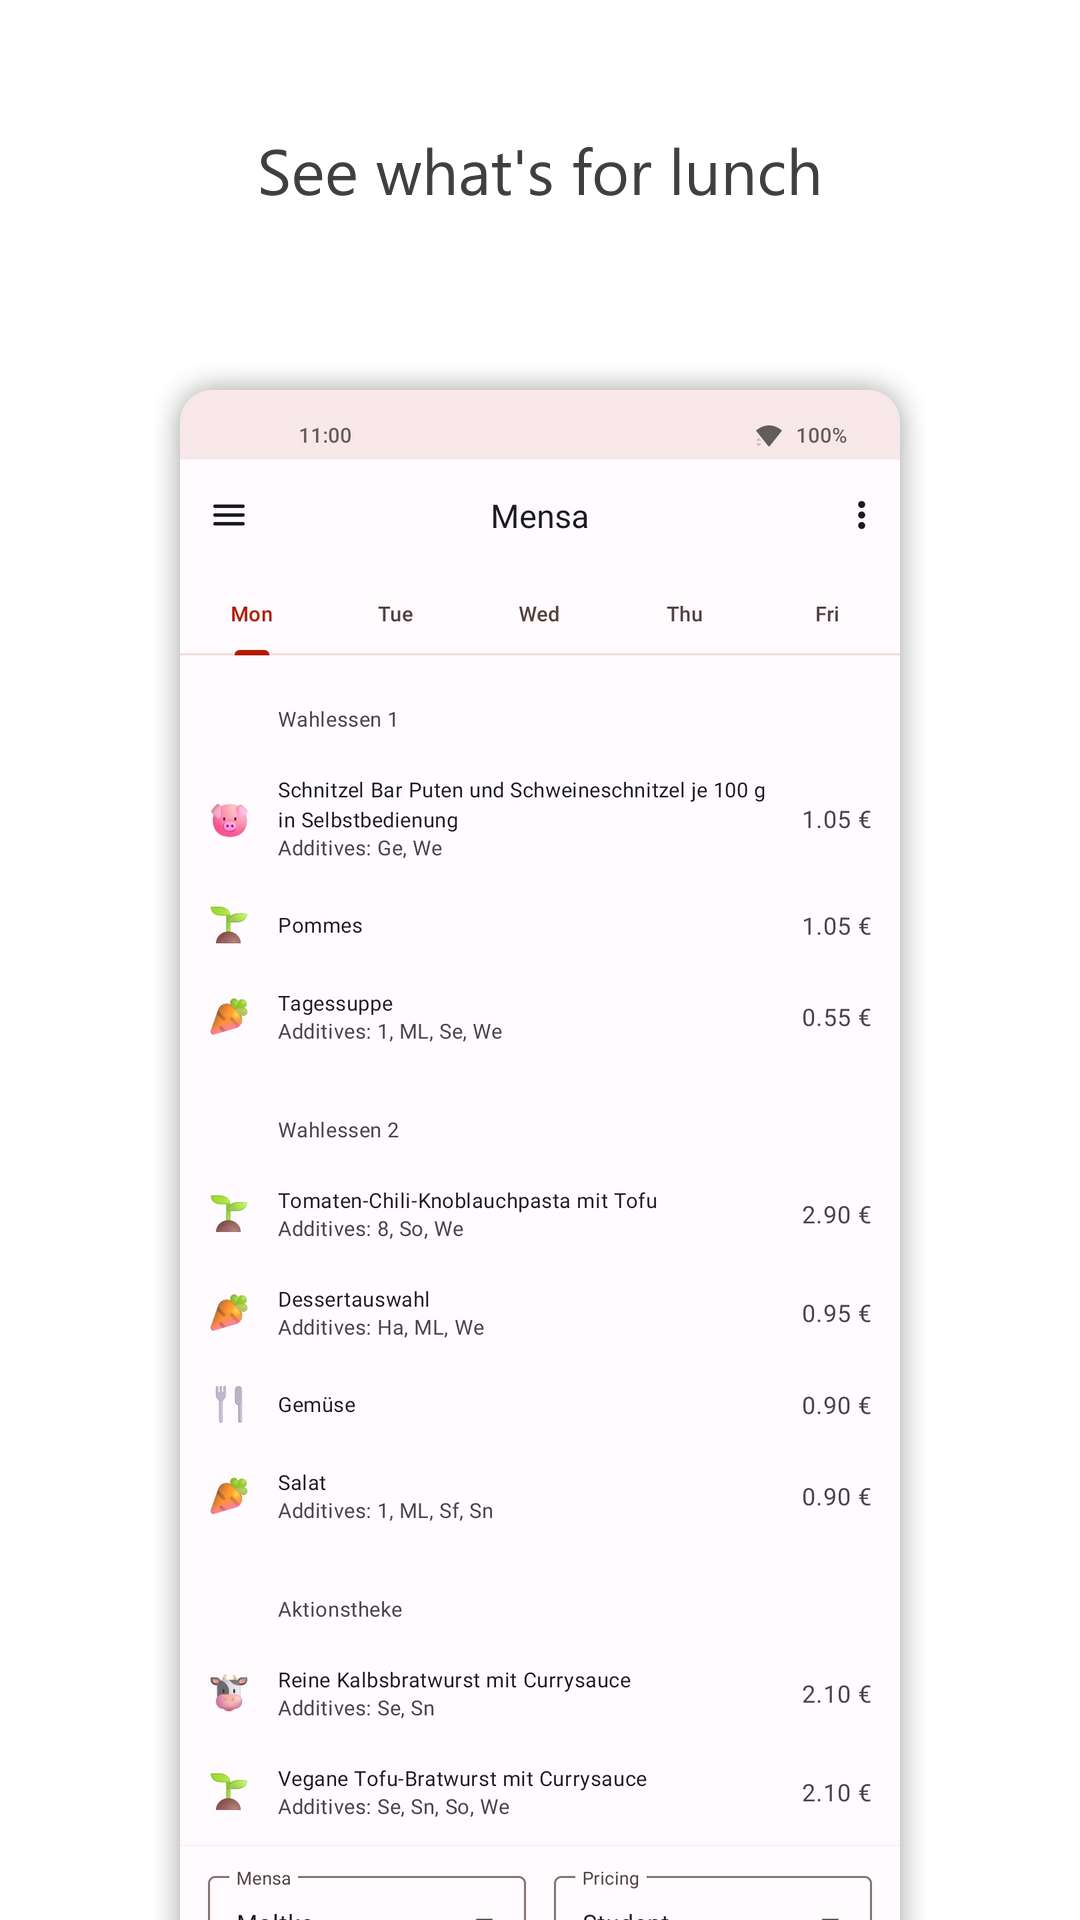 See what's for lunch
11:00
100%
Mensa
Mon
Tue
Wed
Thu
Fri
Wahlessen 1
Schnitzel Bar Puten und Schweineschnitzel je 100 g
in Selbstbedienung
Additives: Ge, We
1.05 €
Pommes
1.05 €
Tagessuppe
Additives: 1, ML, Se, We
0.55 €
Wahlessen 2
Tomaten-Chili-Knoblauchpasta mit Tofu
Additives: 8, So, We
2.90 €
Dessertauswahl
Additives: Ha, ML, We
0.95 €
Gemüse
0.90 €
Salat
Additives: 1, ML, Sf, Sn
0.90 €
Aktionstheke
Reine Kalbsbratwurst mit Currysauce
Additives: Se, Sn
2.10 €
Vegane Tofu-Bratwurst mit Currysauce
Additives: Se, Sn, So, We
2.10 €
Mensa
Pricing
Moltke
Student